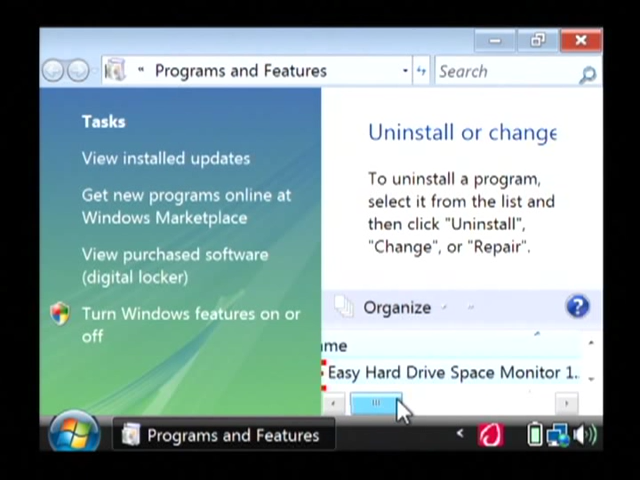 « Programs and Features
Search
Tasks
View installed updates
Get new programs online at
Windows Marketplace
View purchased software
(digital locker)
Turn Windows features on or
off
Uninstall or change
To uninstall a program,
select it from the list and
then click "Uninstall",
"Change", or "Repair".
Organize
ame
Easy Hard Drive Space Monitor 1..
Programs and Features